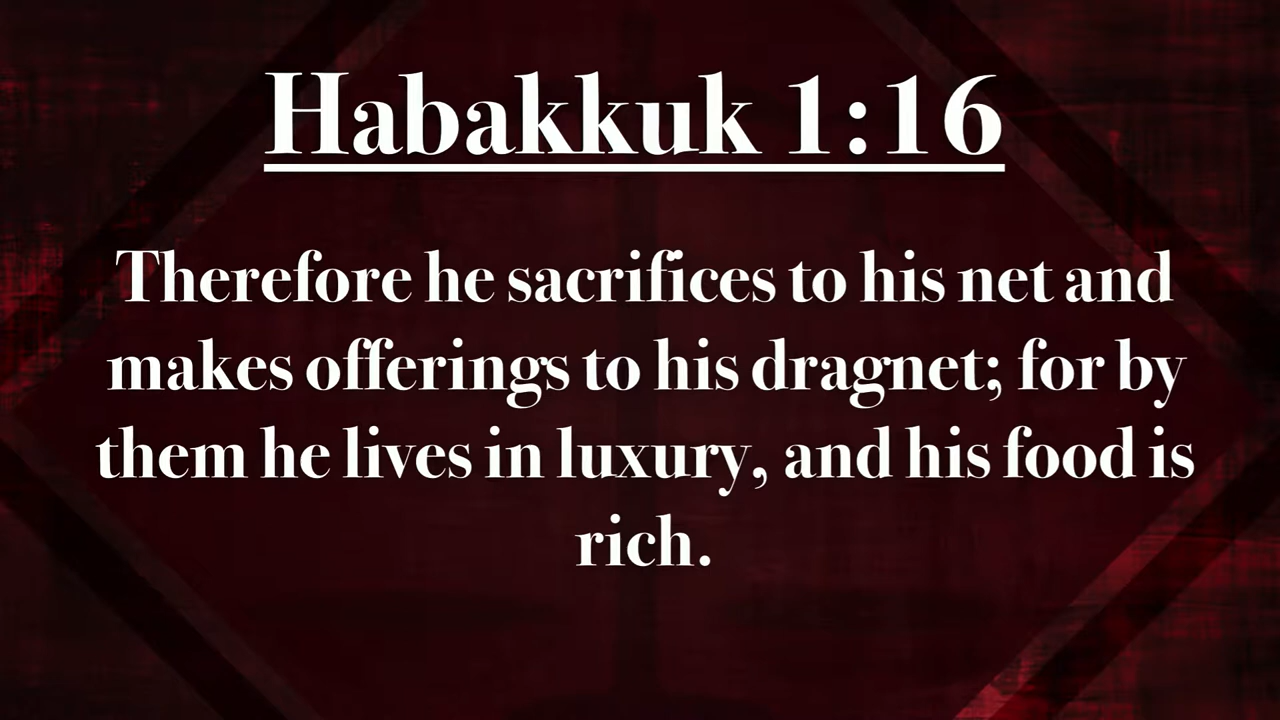 Habakkuk 1:16
Therefore he sacrifices to his net and
makes offerings to his dragnet; for by
them he lives in luxury, and his food is
rich.